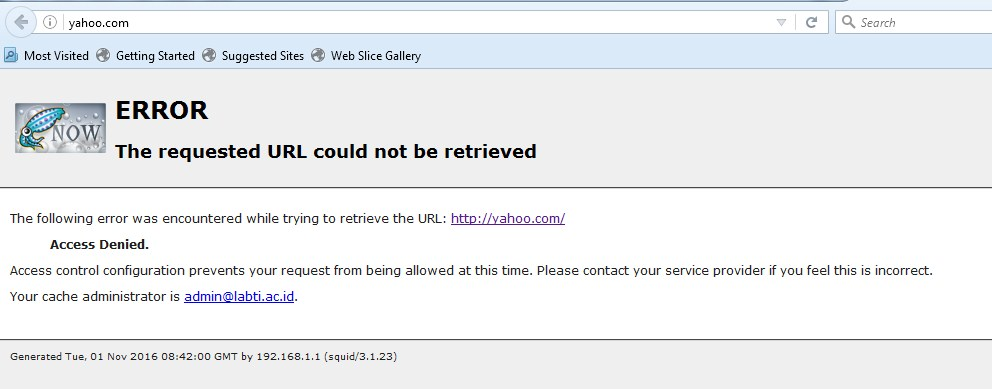 yahoo.com
Search
Most Visited Getting Started Suggested Sites Web Slice Gallery
NOW
ERROR
The requested URL could not be retrieved
The following error was encountered while trying to retrieve the URL: http://yahoo.com/
Access Denied.
Access control configuration prevents your request from being allowed at this time. Please contact your service provider if you feel this is incorrect.
Your cache administrator is admin@labti.ac.id.
Generated Tue, 01 Nov 2016 08:42:00 GMT by 192.168.1.1 (squid/3.1.23)